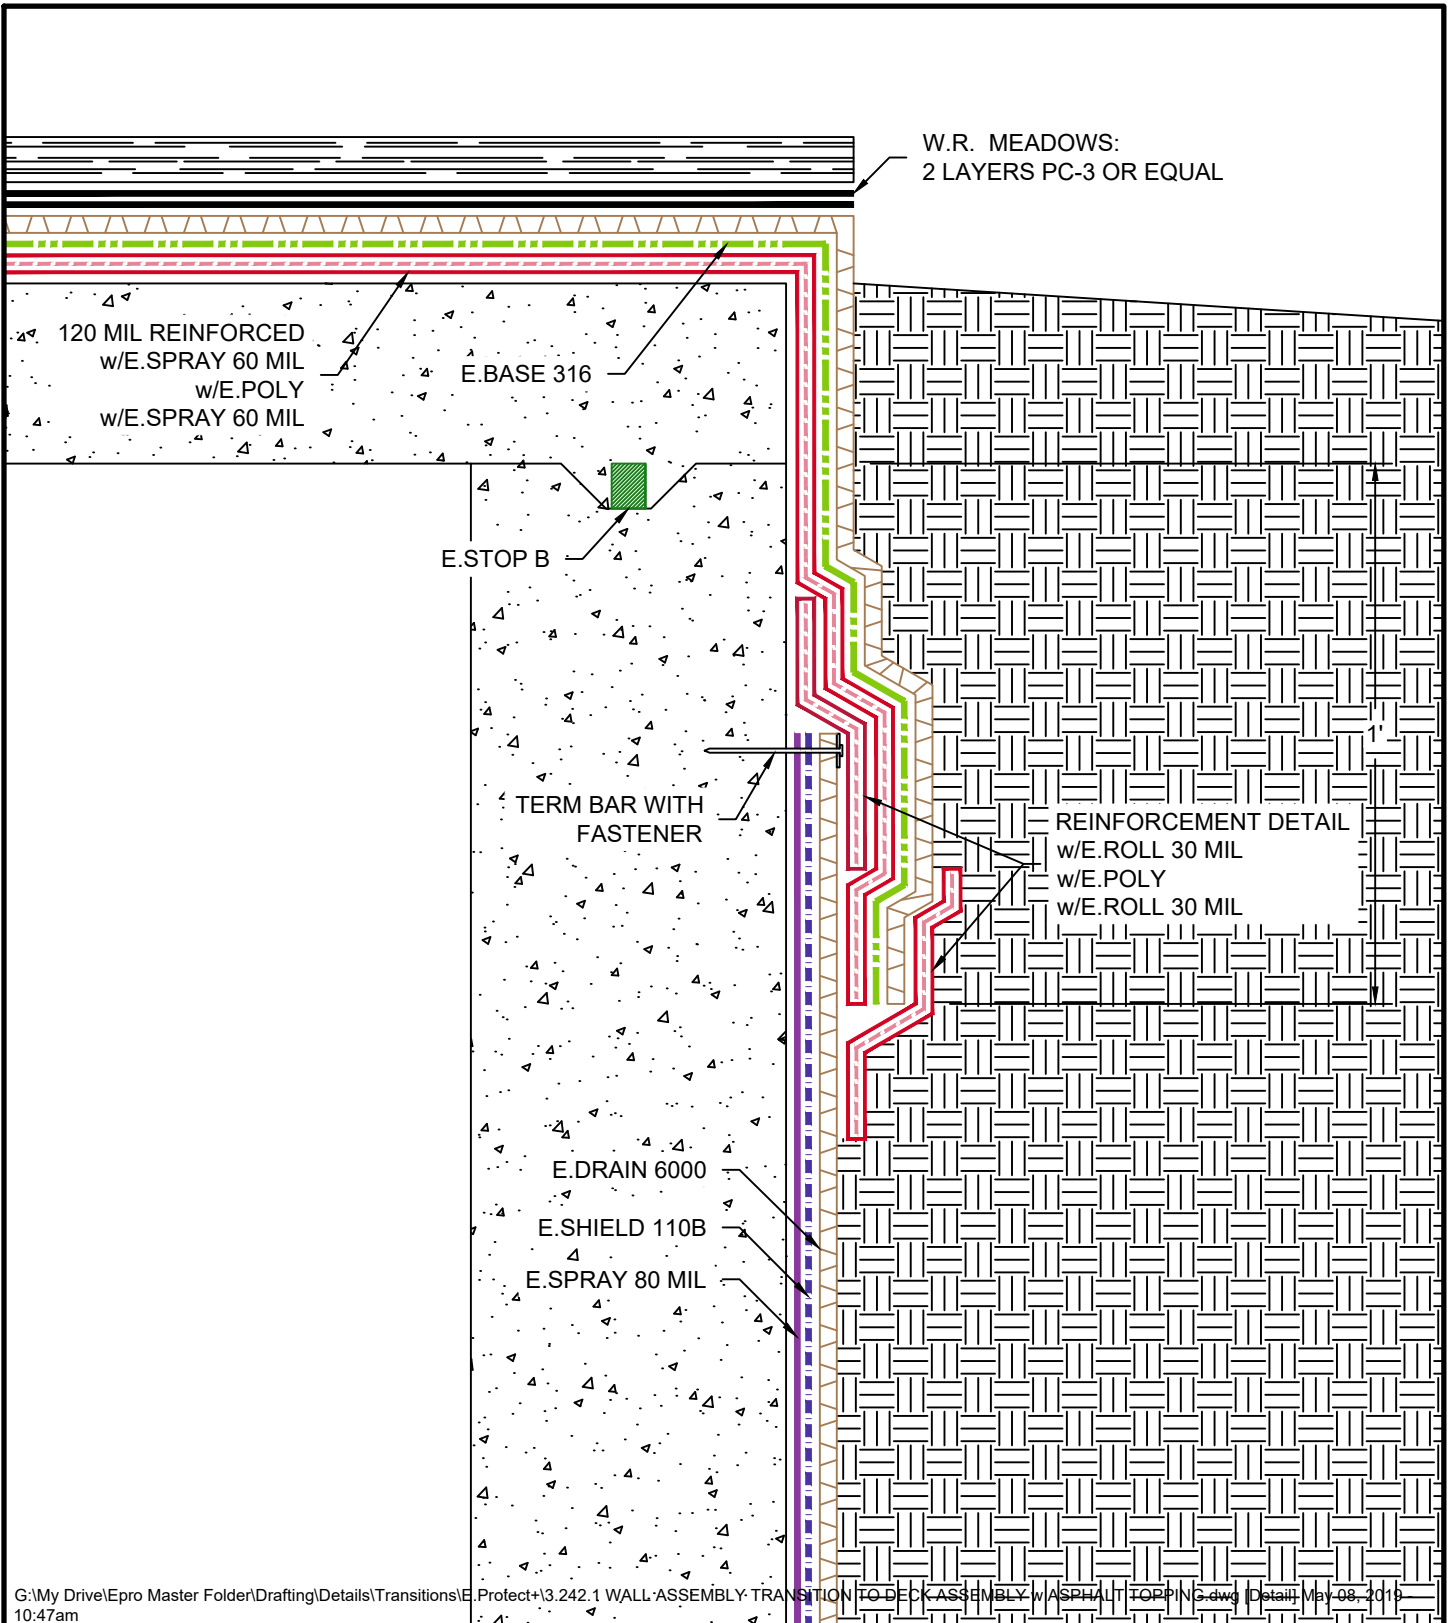 W.R. MEADOWS:
2 LAYERS PC-3 OR EQUAL
120 MIL REINFORCED
w/E.SPRAY 60 MIL
w/E.POLY
w/E.SPRAY 60 MIL
E.BASE 316
E.STOP B
1'
TERM BAR WITH
FASTENER
REINFORCEMENT DETAIL
w/E.ROLL 30 MIL
w/E.POLY
w/E.ROLL 30 MIL
E.DRAIN 6000
E.SHIELD 110B
E.SPRAY 80 MIL
G:\My Drive\Epro Master Folder\Drafting\Details\Transitions\E.Protect+\3.242.1 WALL ASSEMBLY TRANSITION TO DECK ASSEMBLY w ASPHALT TOPPING.dwg [Detail] May 08, 2019 -
10:47am